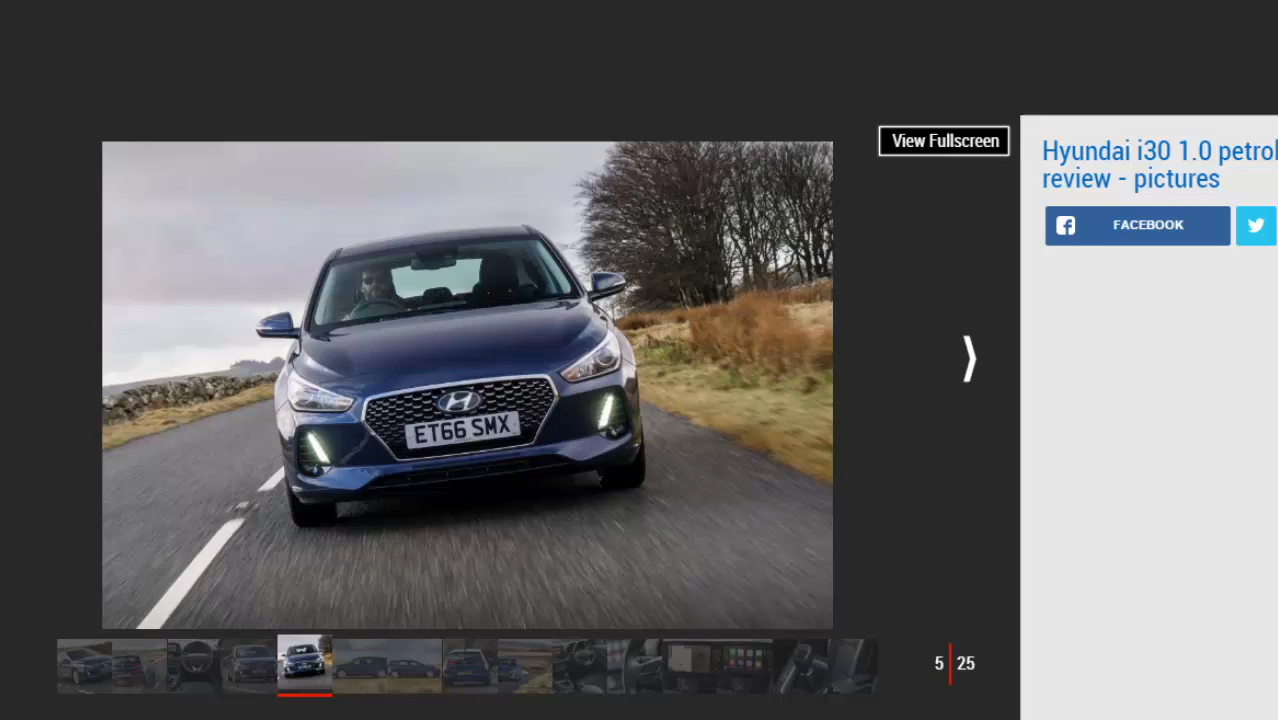 View Fullscreen
Hyundai i30 1.0 petrol
review - pictures
FACEBOOK
ET66 SMX
5 25